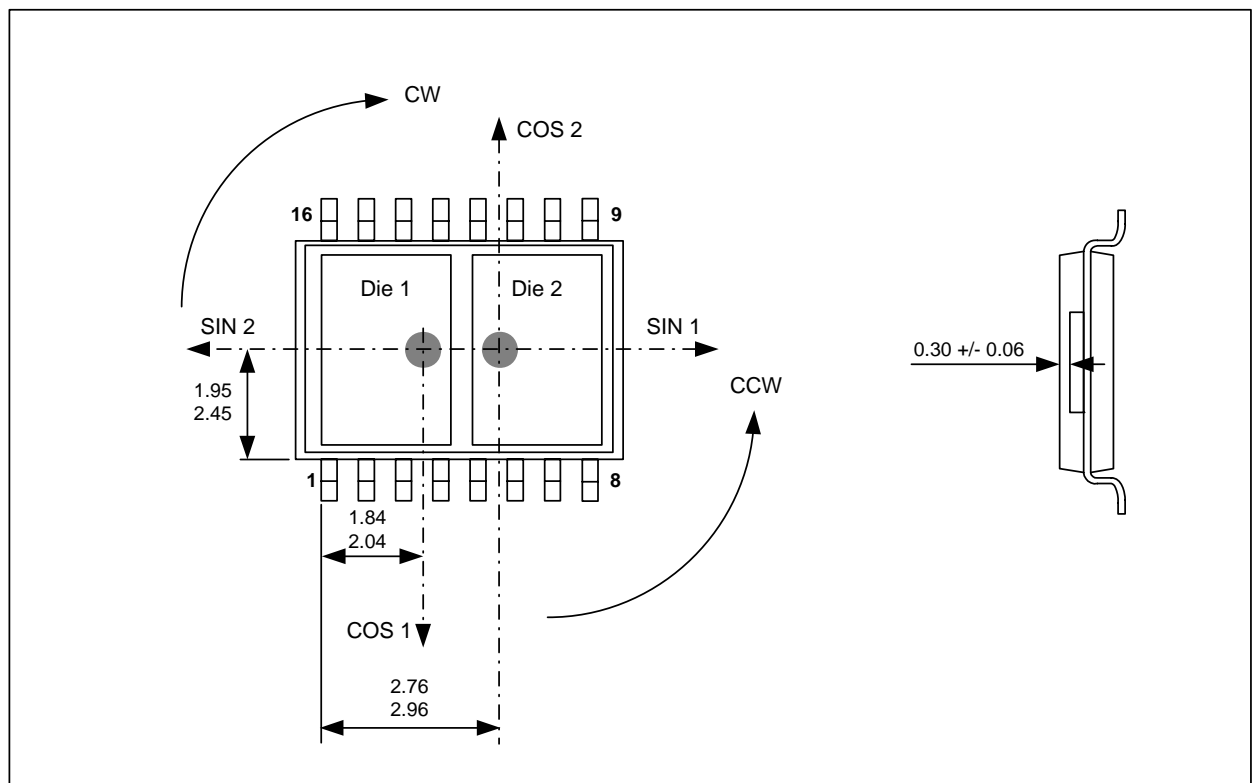 CW
COS 2
16
9
Die 1
Die 2
SIN 2
SIN 1
0.30 +/- 0.06
1.95
2.45
CCW
1
8
1.84
2.04
COS 1
2.76
2.96